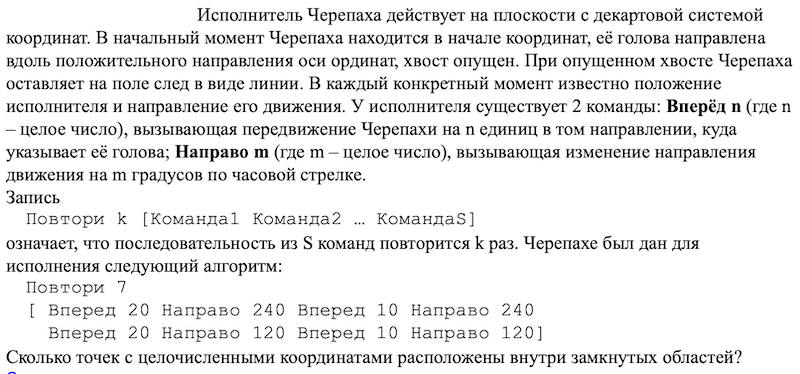 Исполнитель Черепаха действует на плоскости с декартовой системой
координат. В начальный момент Черепаха находится в начале координат, её голова направлена
вдоль положительного направления оси ординат, хвост опущен. При опущенном хвосте Черепаха
оставляет на поле след в виде линии. В каждый конкретный момент известно положение
исполнителя и направление его движения. У исполнителя существует 2 команды: Вперёд n (где n
– целое число), вызывающая передвижение Черепахи на n единиц в том направлении, куда
указывает её голова; Направо m (где m – целое число), вызывающая изменение направления
движения на m градусов по часовой стрелке.
Запись
Повтори k [Команда1 Команда2 … КомандаS]
означает, что последовательность из S команд повторится k раз. Черепахе был дан для
исполнения следующий алгоритм:
Повтори 7
[ Вперед 20 Направо 240 Вперед 10 Направо 240
Вперед 20 Направо 120 Вперед 10 Направо 120]
Сколько точек с целочисленными координатами расположены внутри замкнутых областей?